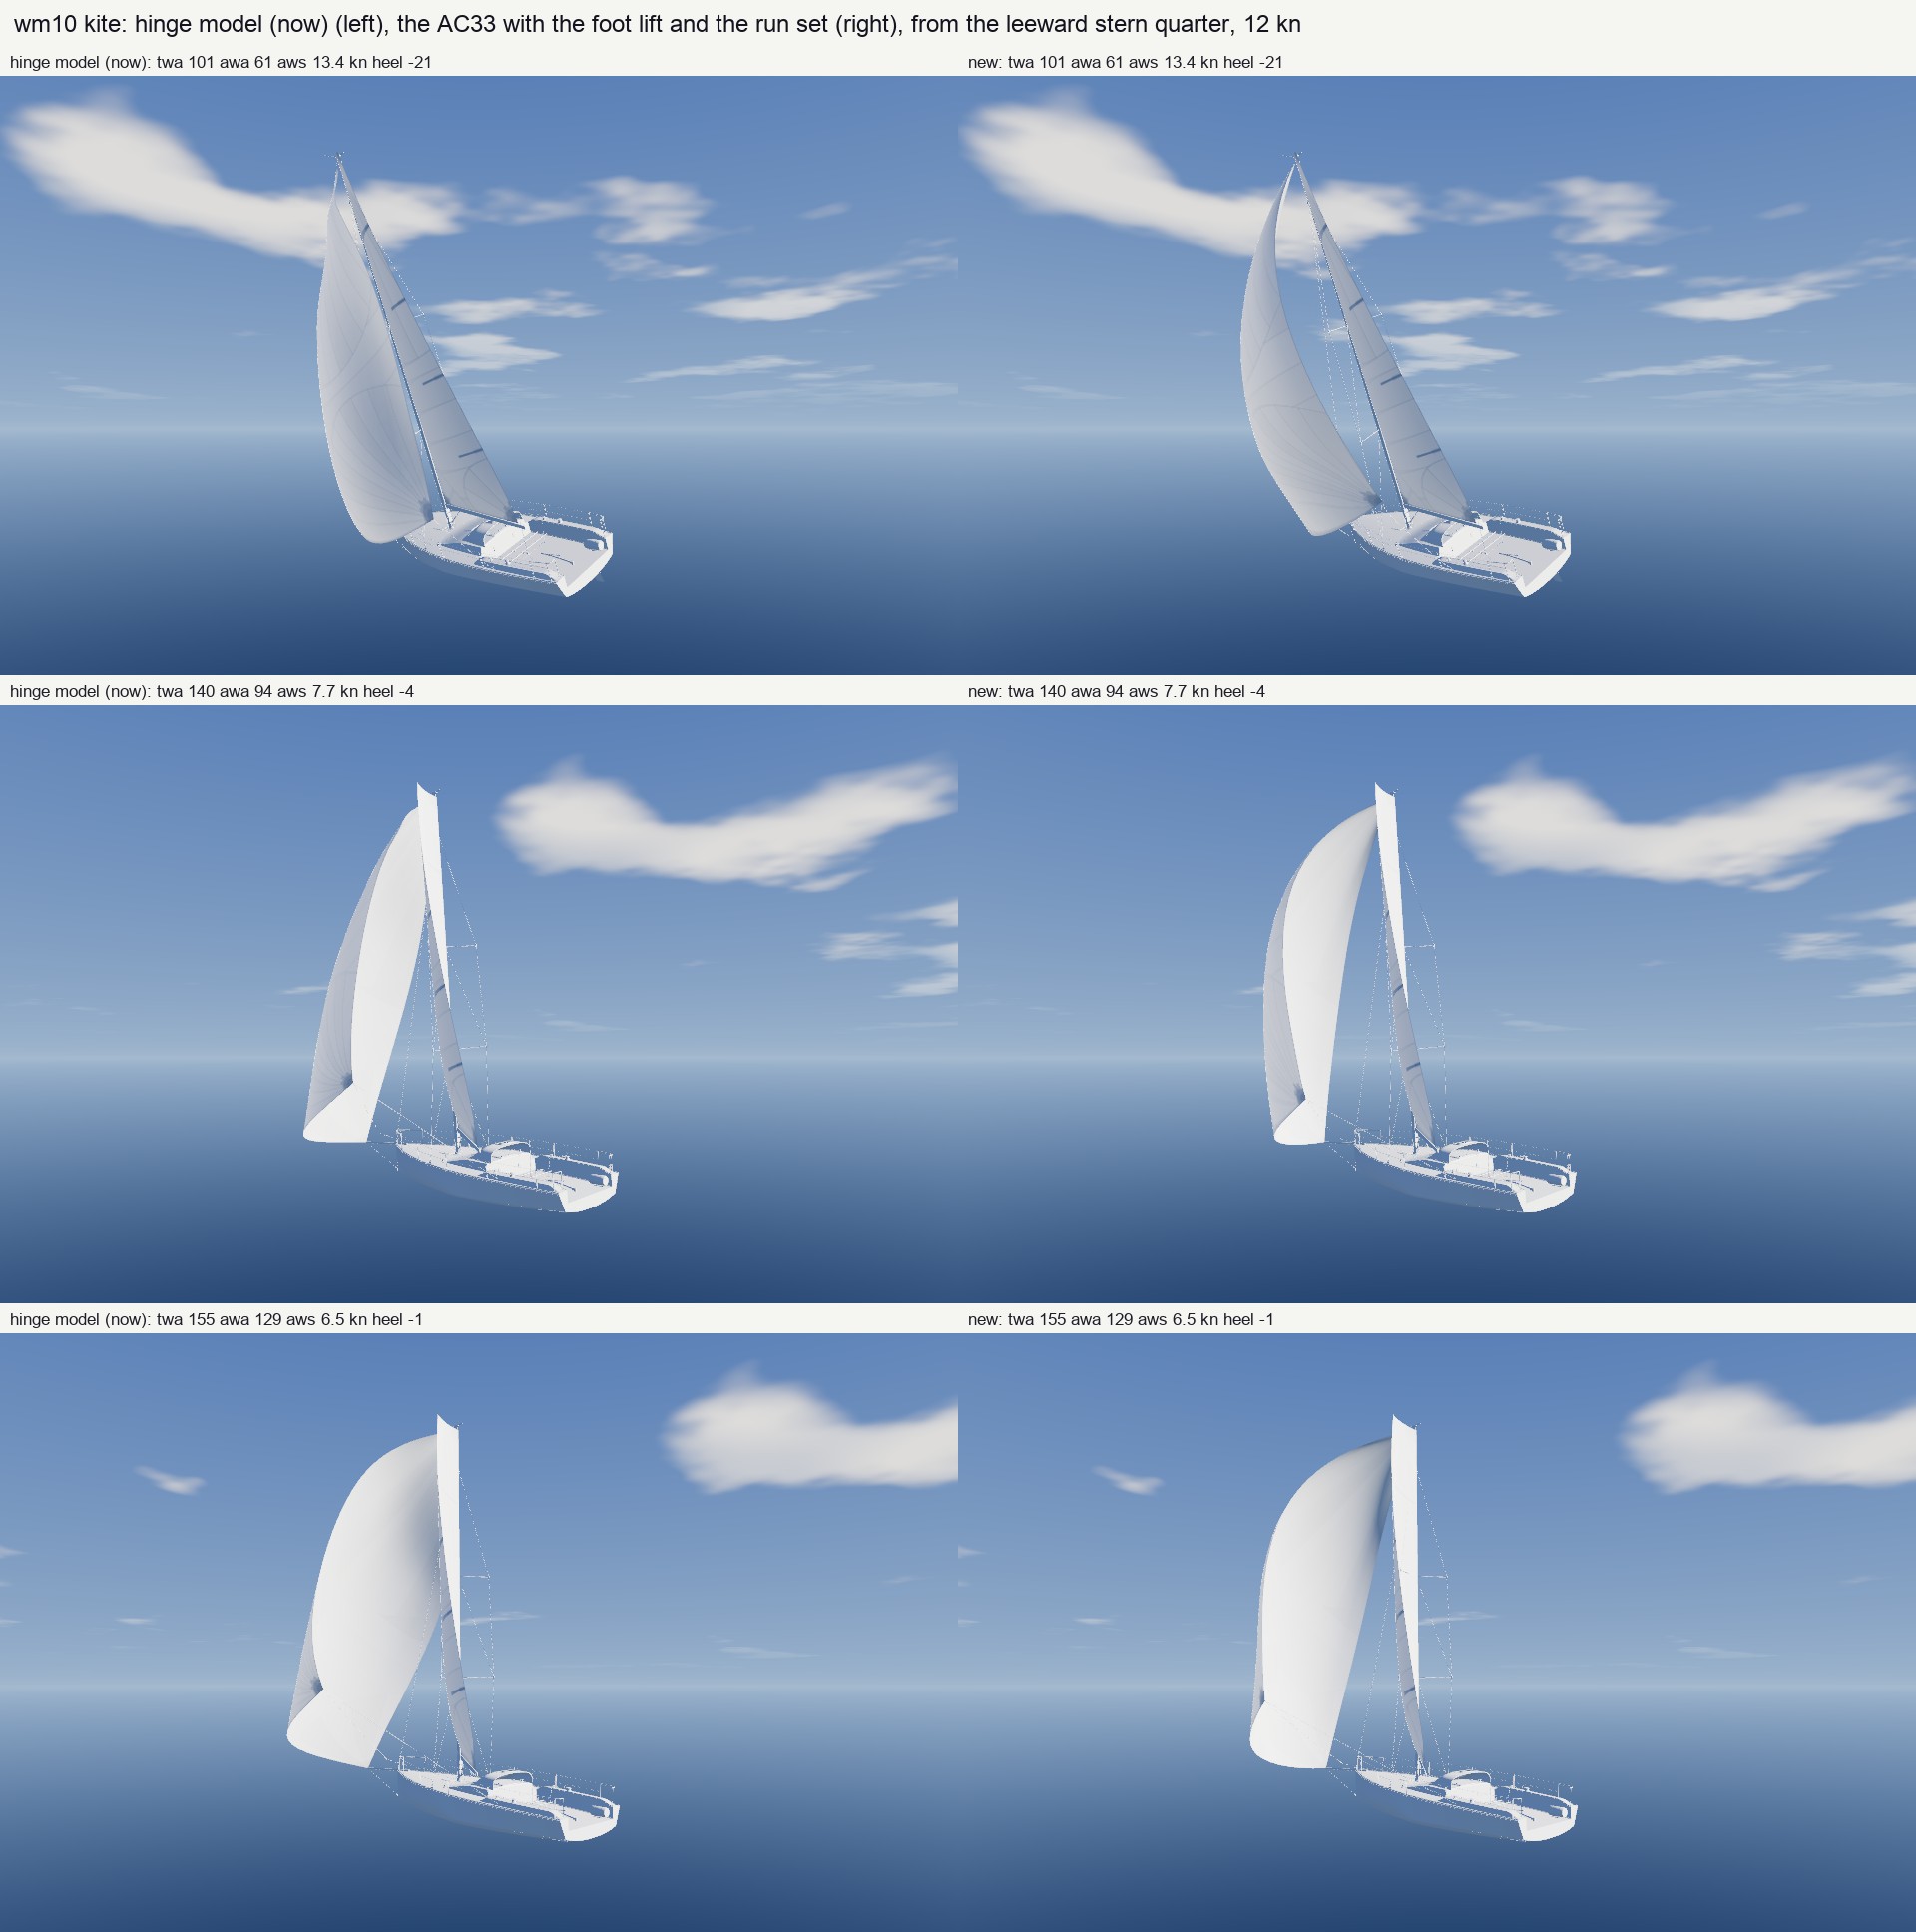 wm10 kite: hinge model (now) (left), the AC33 with the foot lift and the run set (right), from the leeward stern quarter, 12 kn
hinge model (now): twa 101 awa 61 aws 13.4 kn heel -21
new: twa 101 awa 61 aws 13.4 kn heel -21
hinge model (now): twa 140 awa 94 aws 7.7 kn heel -4
new: twa 140 awa 94 aws 7.7 kn heel -4
hinge model (now): twa 155 awa 129 aws 6.5 kn heel -1
new: twa 155 awa 129 aws 6.5 kn heel -1